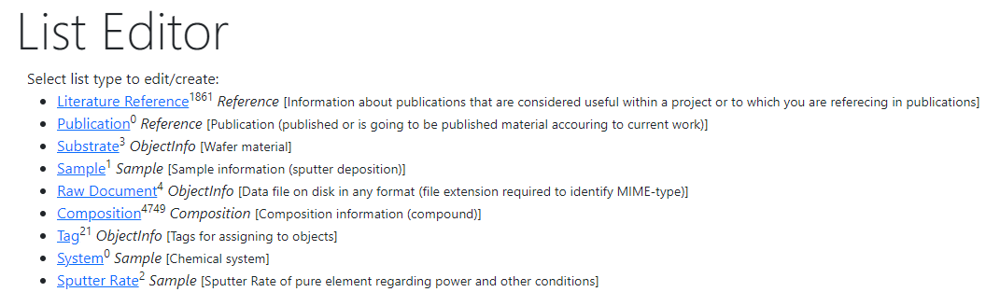 List Editor
Select list type to edit/create:
• Literature Reference1861 Reference [Information about publications that are considered useful within a project or to which you are referecing in publications]
• Publication0 Reference [Publication (published or is going to be published material accouring to current work)]
• Substrate3 ObjectInfo [Wafer material]
• Sample1 Sample [Sample information (sputter deposition)]
• Raw Document4 ObjectInfo [Data file on disk in any format (file extension required to identify MIME-type)]
• Composition4749 Composition [Composition information (compound)]
• Tag21 ObjectInfo [Tags for assigning to objects]
• System0 Sample [Chemical system]
• Sputter Rate2 Sample [Sputter Rate of pure element regarding power and other conditions]